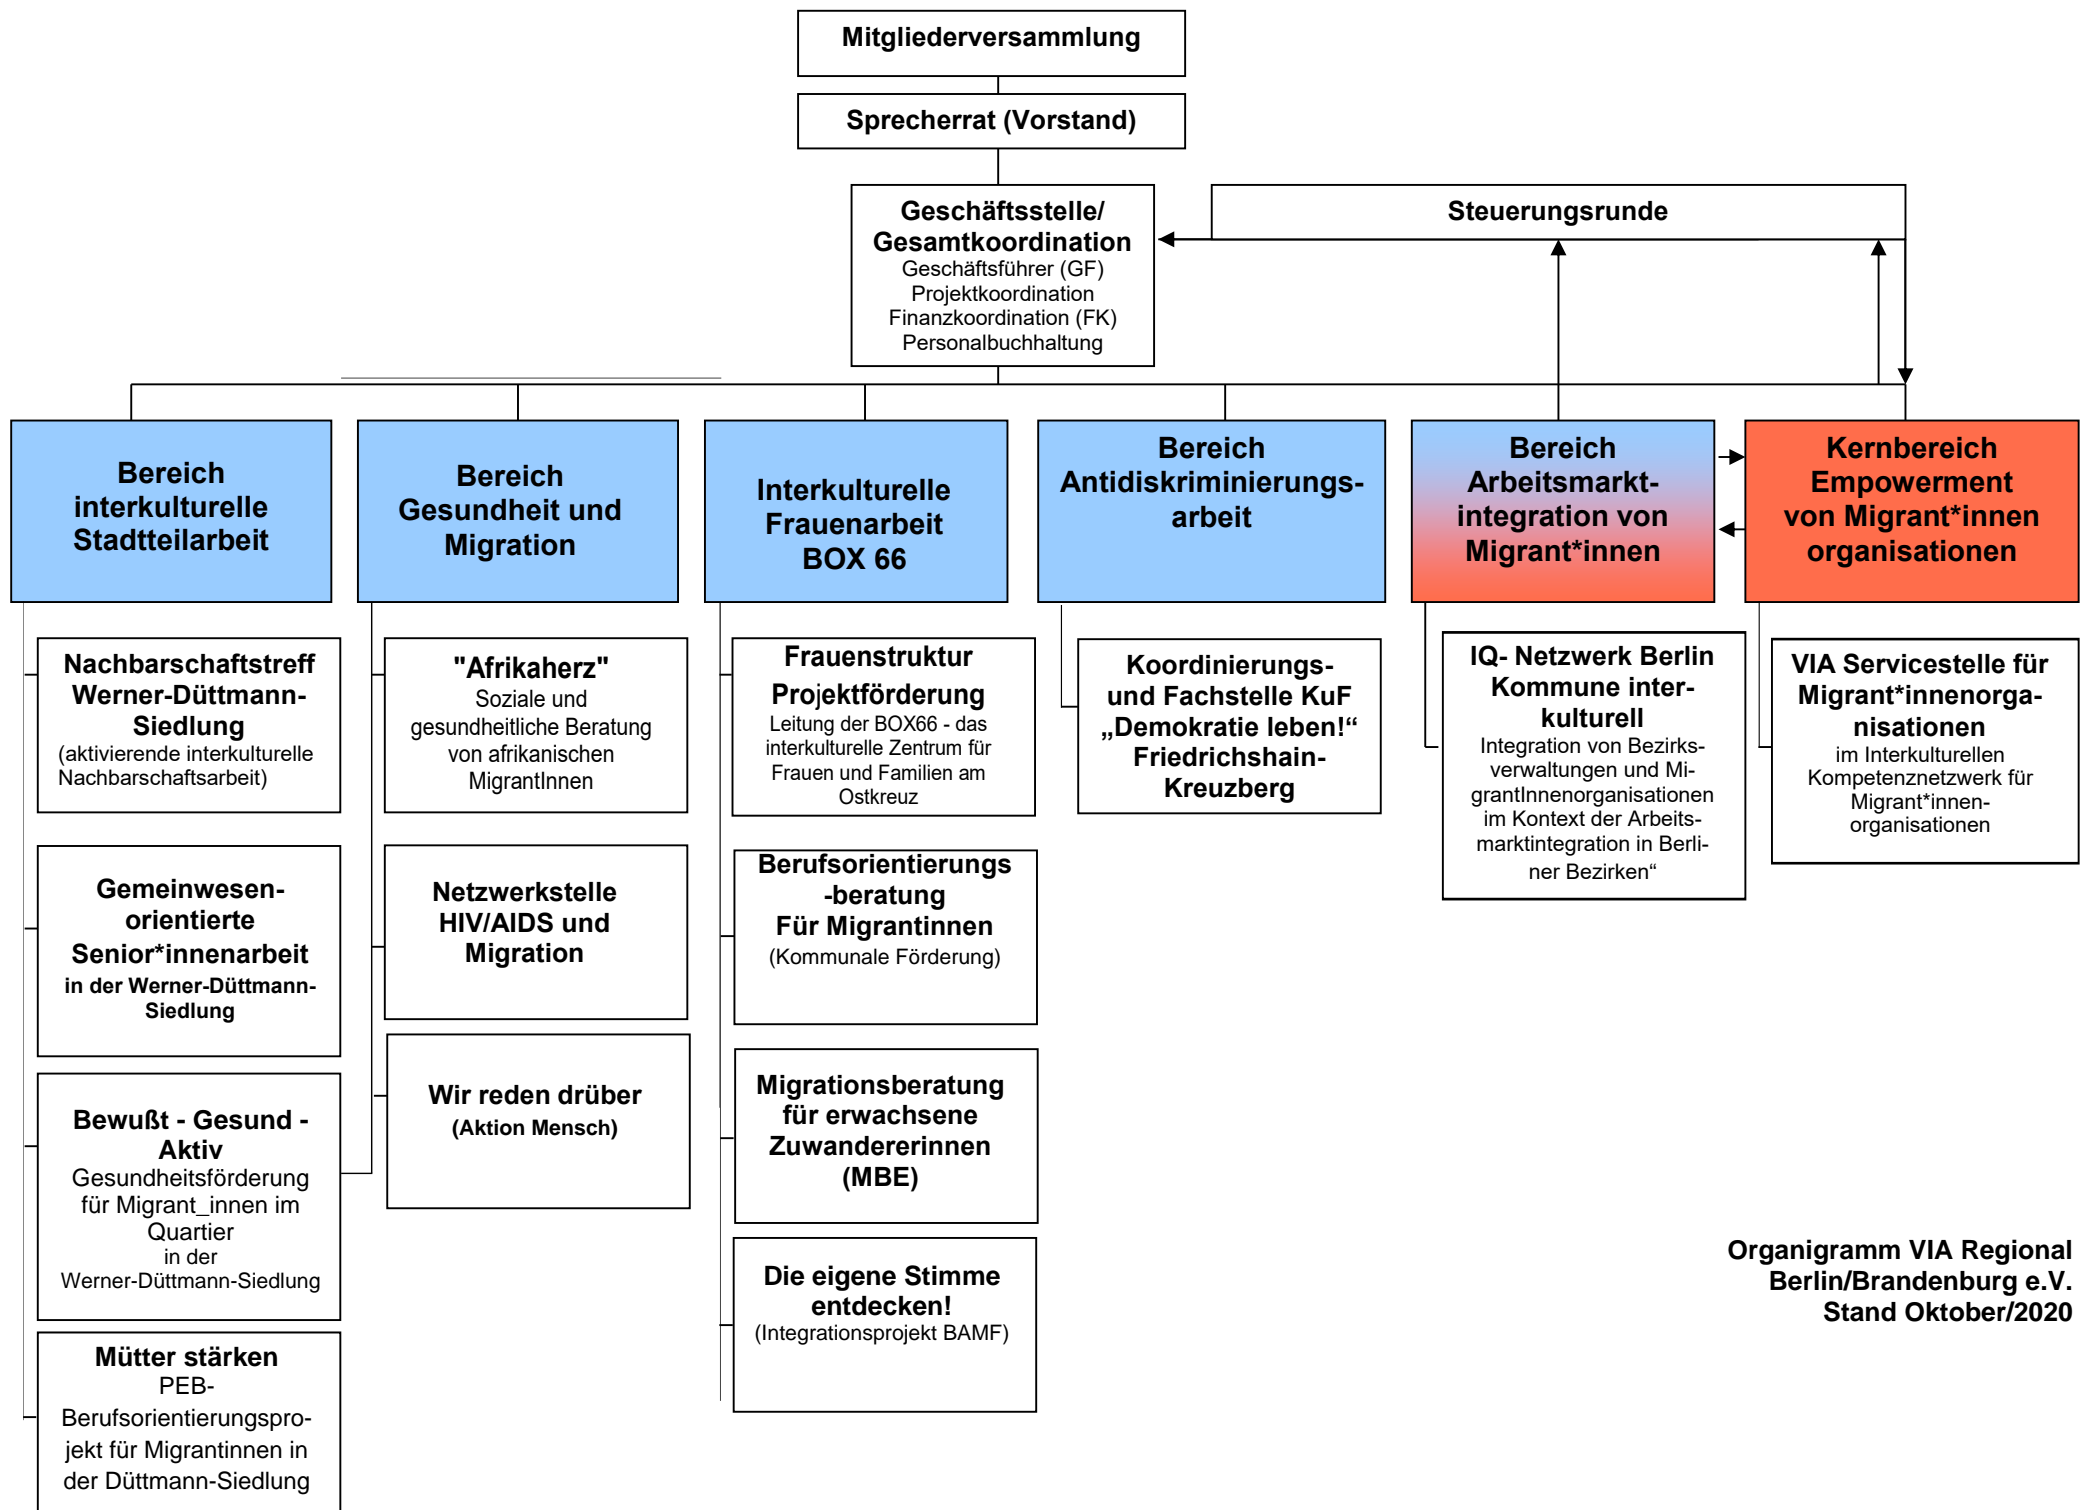 Mitgliederversammlung
Sprecherrat (Vorstand)
Geschäftsstelle/
Gesamtkoordination
Geschäftsführer (GF)
Projektkoordination
Finanzkoordination (FK)
Personalbuchhaltung
Steuerungsrunde
Bereich
interkulturelle
Stadtteilarbeit
Bereich
Gesundheit und
Migration
Interkulturelle
Frauenarbeit
BOX 66
Bereich
Antidiskriminierungs-
arbeit
Bereich
Arbeitsmarkt-
integration von
Migrant*innen
Kernbereich
Empowerment
von Migrant*innen
organisationen
Nachbarschaftstreff
Werner-Düttmann-
Siedlung
(aktivierende interkulturelle
Nachbarschaftsarbeit)
Gemeinwesen-
orientierte
Senior*innenarbeit
in der Werner-Düttmann-
Siedlung
Bewußt - Gesund -
Aktiv
Gesundheitsförderung
für Migrant_innen im
Quartier
in der
Werner-Düttmann-Siedlung
Mütter stärken
PEB-
Berufsorientierungspro-
jekt für Migrantinnen in
der Düttmann-Siedlung
"Afrikaherz"
Soziale und
gesundheitliche Beratung
von afrikanischen
MigrantInnen
Netzwerkstelle
HIV/AIDS und
Migration
Wir reden drüber
(Aktion Mensch)
Frauenstruktur
Projektförderung
Leitung der BOX66 - das
interkulturelle Zentrum für
Frauen und Familien am
Ostkreuz
Berufsorientierungs
-beratung
Für Migrantinnen
(Kommunale Förderung)
Migrationsberatung
für erwachsene
Zuwandererinnen
(MBE)
Die eigene Stimme
entdecken!
(Integrationsprojekt BAMF)
Koordinierungs-
und Fachstelle KuF
„Demokratie leben!“
Friedrichshain-
Kreuzberg
IQ- Netzwerk Berlin
Kommune inter-
kulturell
Integration von Bezirks-
verwaltungen und Mi-
grantInnenorganisationen
im Kontext der Arbeits-
marktintegration in Berli-
ner Bezirken“
VIA Servicestelle für
Migrant*innenorga-
nisationen
im Interkulturellen
Kompetenznetzwerk für
Migrant*innen-
organisationen
Organigramm VIA Regional
Berlin/Brandenburg e.V.
Stand Oktober/2020